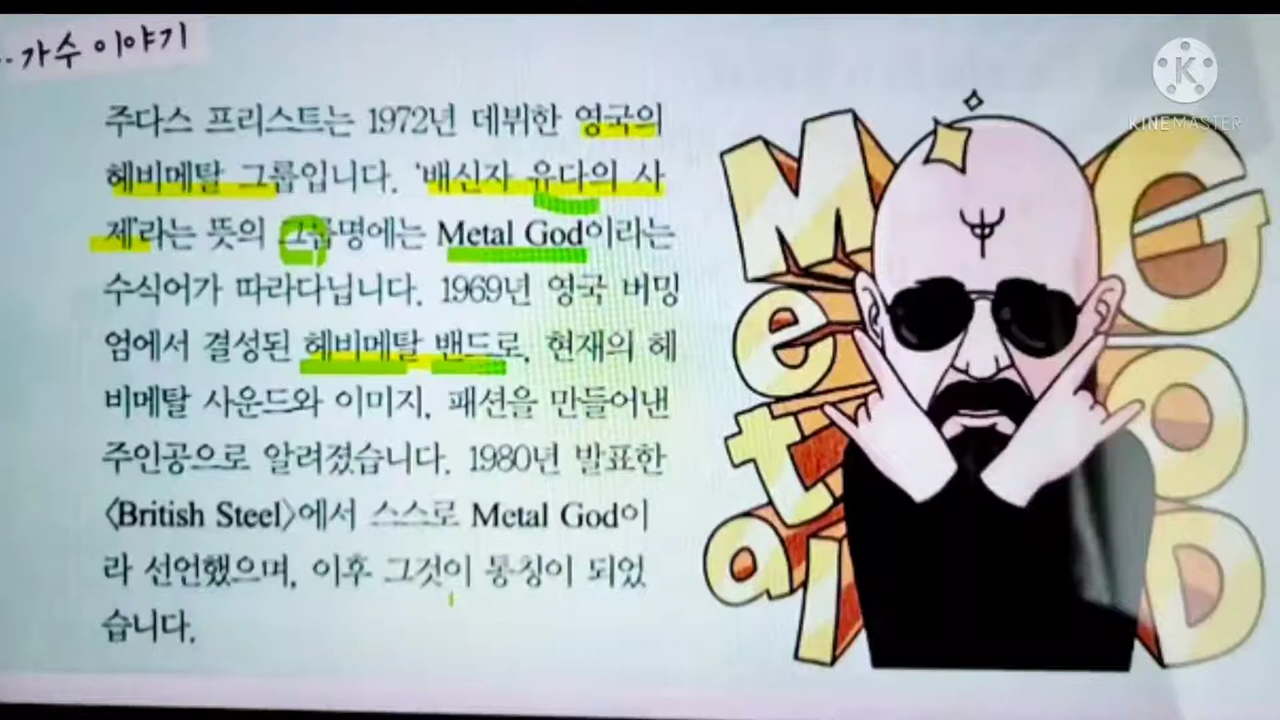 가수 이야기
KINEMASTER
주다스 프리스트는 1972년 데뷔한 영국의
헤비메탈 그룹입니다. '배신자 유다의 사
제'라는 뜻의 그룹명에는 Metal God이라는
수식어가 따라다닙니다. 1969년 영국 버밍
엄에서 결성된 헤비메탈 밴드로, 현재의 헤
비메탈 사운드와 이미지, 패션을 만들어낸
주인공으로 알려졌습니다. 1980년 발표한
〈British Steel〉에서 스스로 Metal God이
라 선언했으며, 이후 그것이 통칭이 되었
습니다.
Metal
GOD